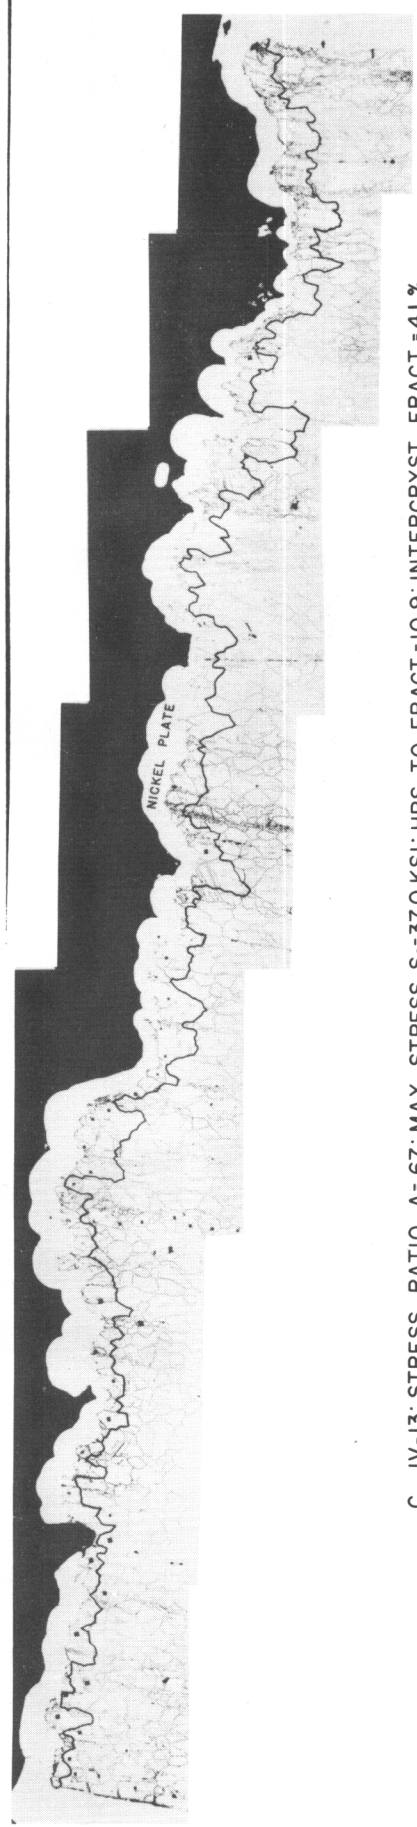 NICKEL PLATE
C. IV-13: STRESS RATIO, A=.67; MAX. STRESS, S=37.0 KSI; HRS. TO FRACT.=10.9; INTERCRYST. FRACT.=41%